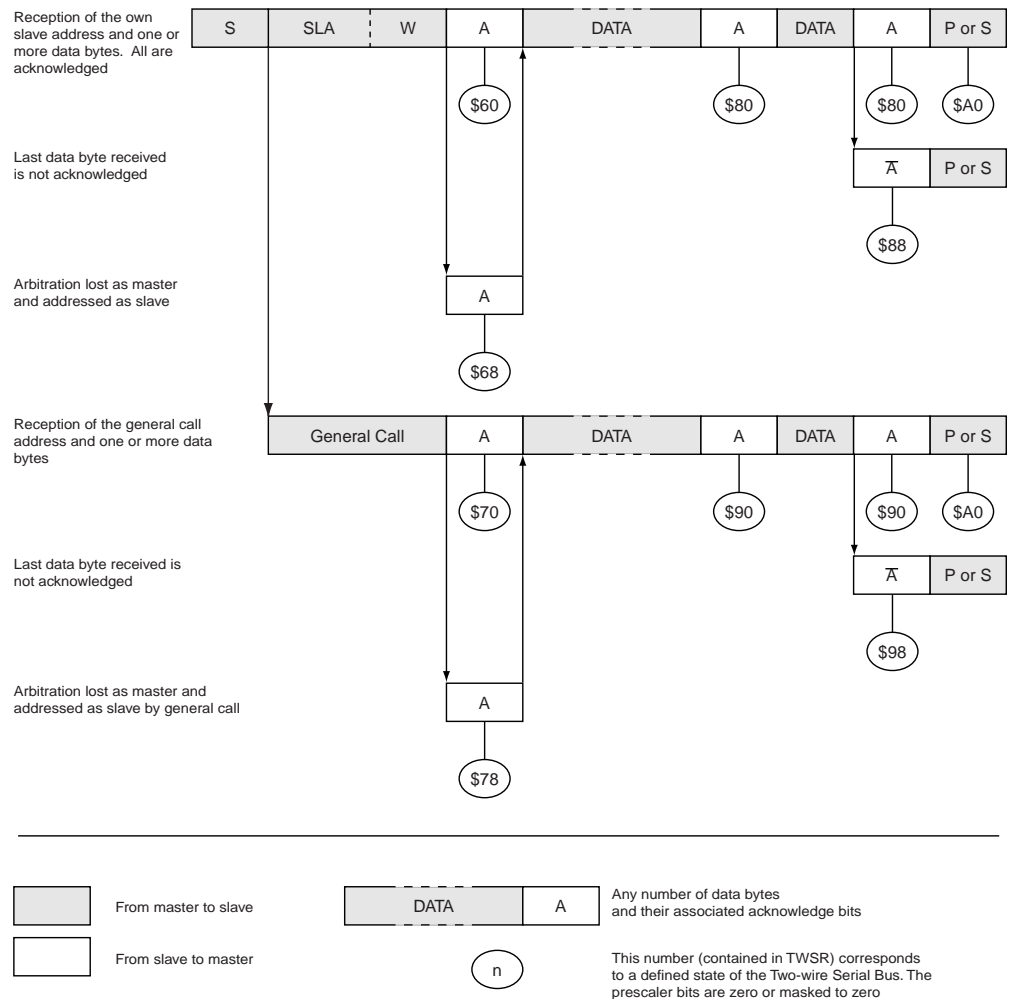 Reception of the own
slave address and one or
more data bytes. All are
acknowledged
S SLA W A DATA A DATA A P or S
$60 $80 $80 $A0
Last data byte received
is not acknowledged
A̅ P or S
$88
Arbitration lost as master
and addressed as slave
A
$68
Reception of the general call
address and one or more data
bytes
General Call A DATA A DATA A P or S
$70 $90 $90 $A0
Last data byte received is
not acknowledged
A̅ P or S
$98
Arbitration lost as master and
addressed as slave by general call
A
$78
From master to slave
DATA A
Any number of data bytes
and their associated acknowledge bits
From slave to master
n
This number (contained in TWSR) corresponds
to a defined state of the Two-wire Serial Bus. The
prescaler bits are zero or masked to zero